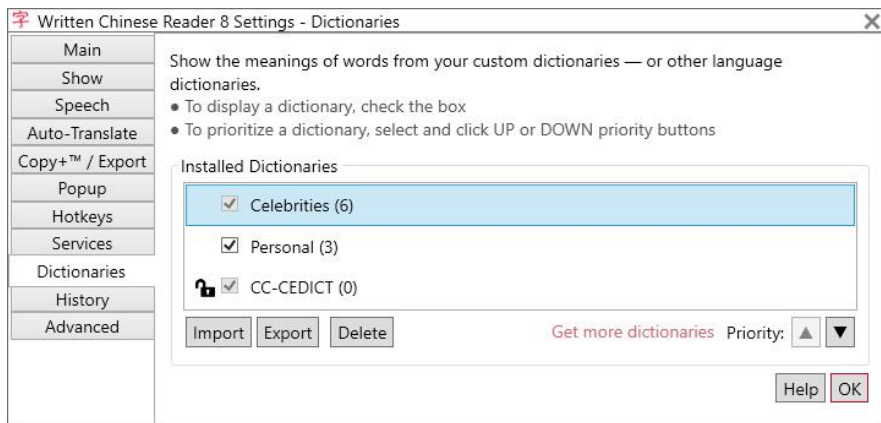 字 Written Chinese Reader 8 Settings - Dictionaries
Main
Show
Speech
Auto-Translate
Copy+™ / Export
Popup
Hotkeys
Services
Dictionaries
History
Advanced
Show the meanings of words from your custom dictionaries — or other language
dictionaries.
● To display a dictionary, check the box
● To prioritize a dictionary, select and click UP or DOWN priority buttons
Installed Dictionaries
Celebrities (6)
Personal (3)
CC-CEDICT (0)
Import Export Delete Get more dictionaries Priority: ▲ ▼
Help OK